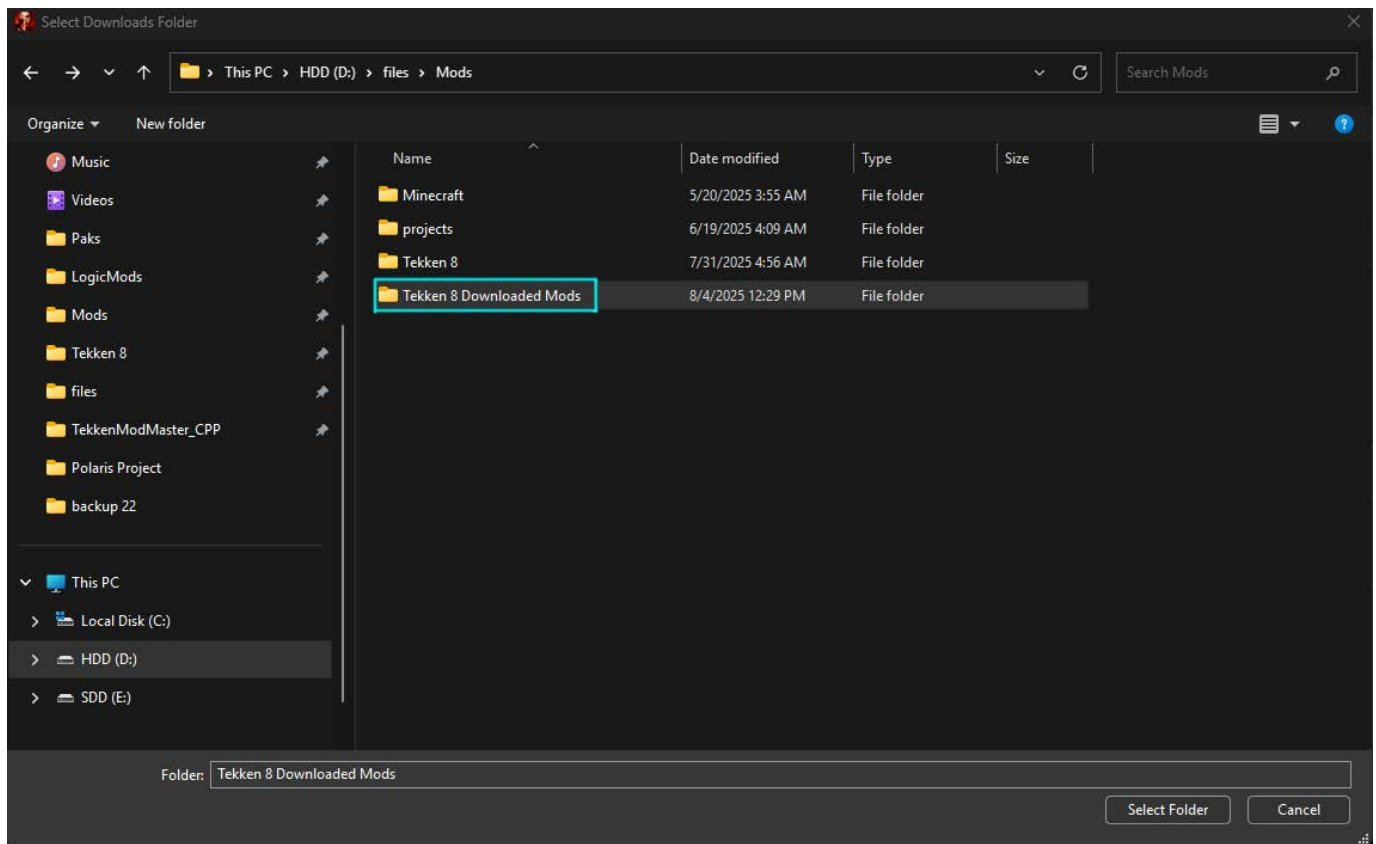 Select Downloads Folder
This PC > HDD (D:) > files > Mods
Search Mods
Organize
New folder
Music
Videos
Paks
LogicMods
Mods
Tekken 8
files
TekkenModMaster_CPP
Polaris Project
backup 22
This PC
Local Disk (C:)
HDD (D:)
SDD (E:)
Name Date modified Type Size
Minecraft 5/20/2025 3:55 AM File folder
projects 6/19/2025 4:09 AM File folder
Tekken 8 7/31/2025 4:56 AM File folder
Tekken 8 Downloaded Mods 8/4/2025 12:29 PM File folder
Folder: Tekken 8 Downloaded Mods
Select Folder Cancel